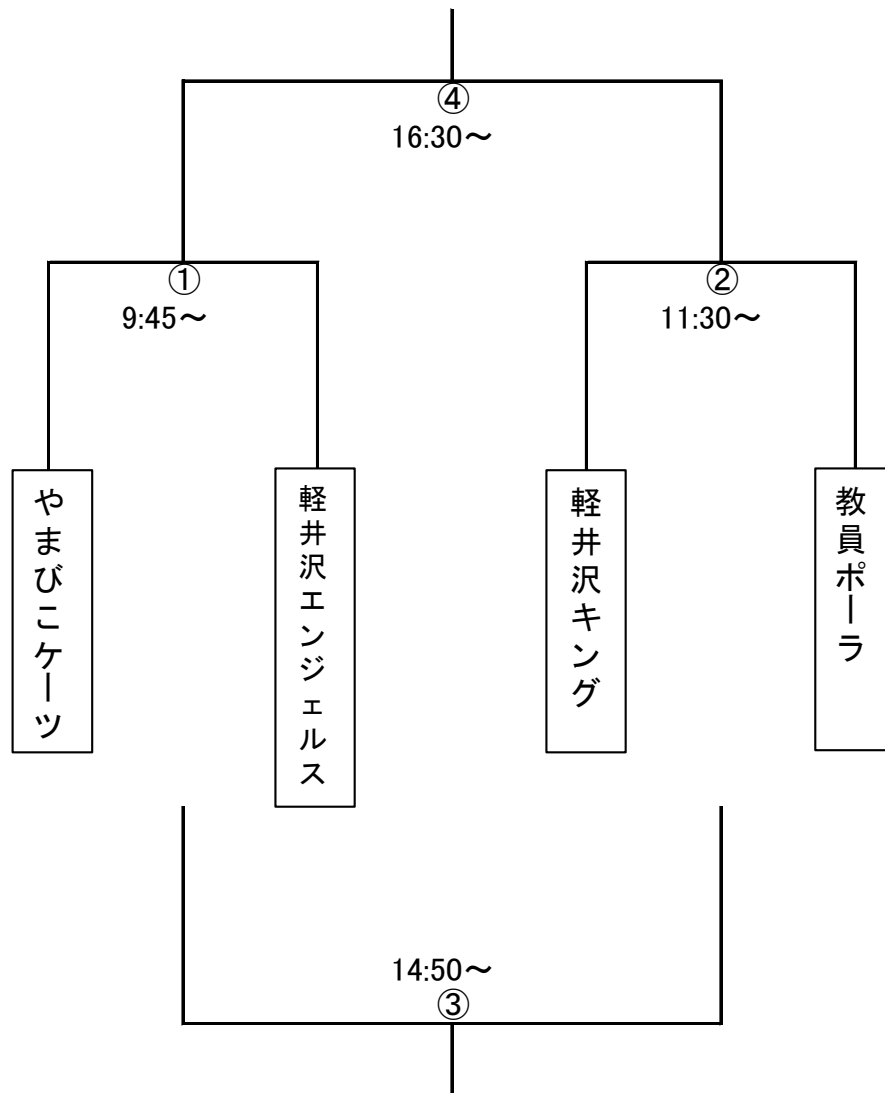 ④
16:30～
①
9:45～
②
11:30～
やまびこケーツ
軽井沢エンジェルス
軽井沢キング
教員ポーラ
14:50～
③